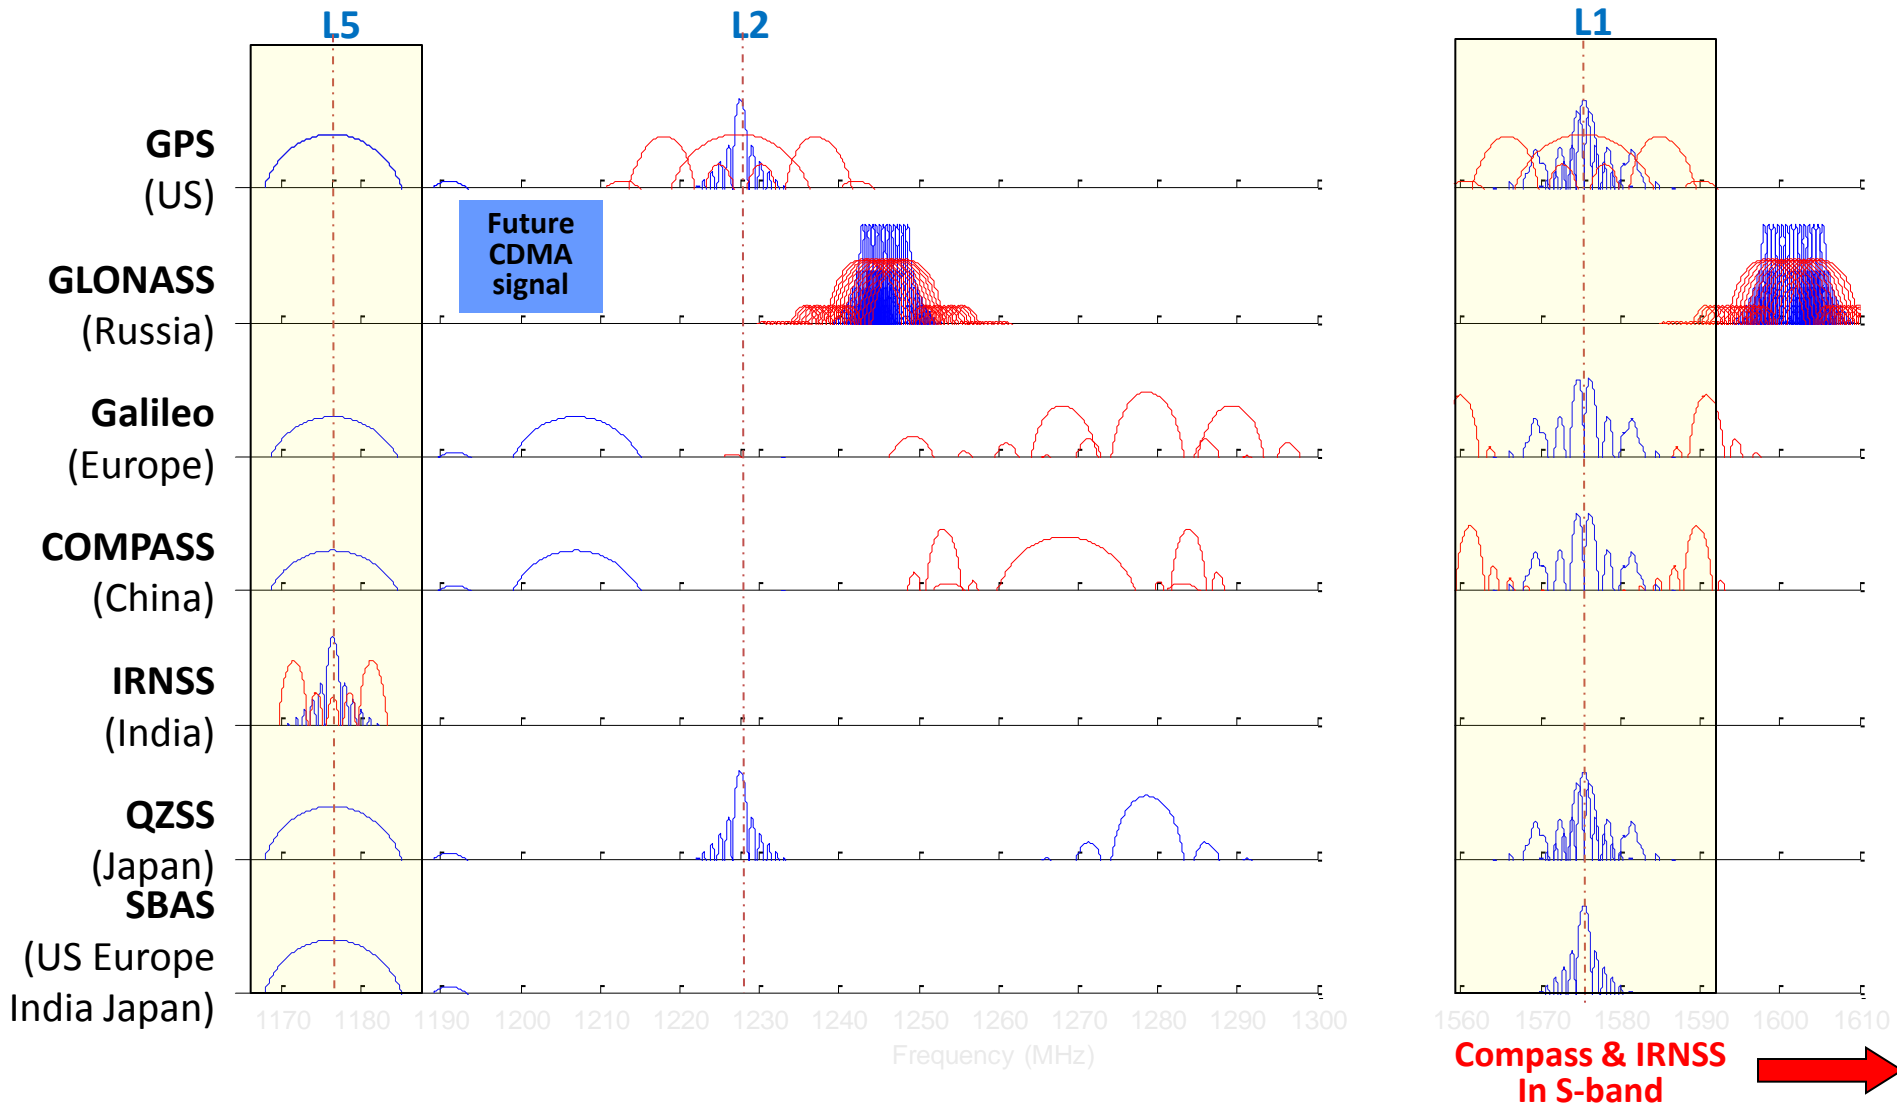 L5
L2
L1
GPS
(US)
Future
CDMA
signal
GLONASS
(Russia)
Galileo
(Europe)
COMPASS
(China)
IRNSS
(India)
QZSS
(Japan)
SBAS
(US Europe
India Japan)
1170 1180 1190 1200 1210 1220 1230 1240 1250 1260 1270 1280 1290 1300 1560 1570 1580 1590 1600 1610
Frequency (MHz)
Compass & IRNSS
In S-band